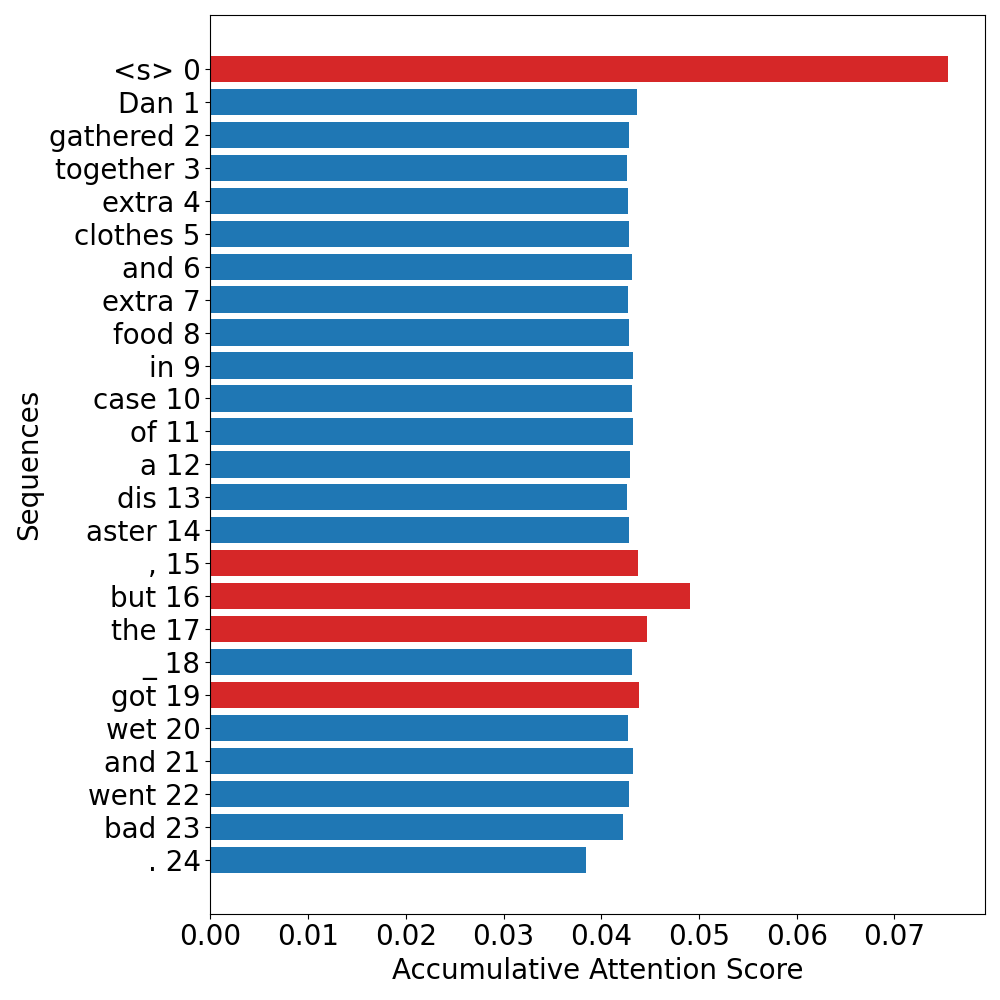 <s> 0
Dan 1
gathered 2
together 3
extra 4
clothes 5
and 6
extra 7
food 8
in 9
case 10
of 11
a 12
dis 13
aster 14
, 15
but 16
the 17
_ 18
got 19
wet 20
and 21
went 22
bad 23
. 24
Sequences
0.00 0.01 0.02 0.03 0.04 0.05 0.06 0.07
Accumulative Attention Score